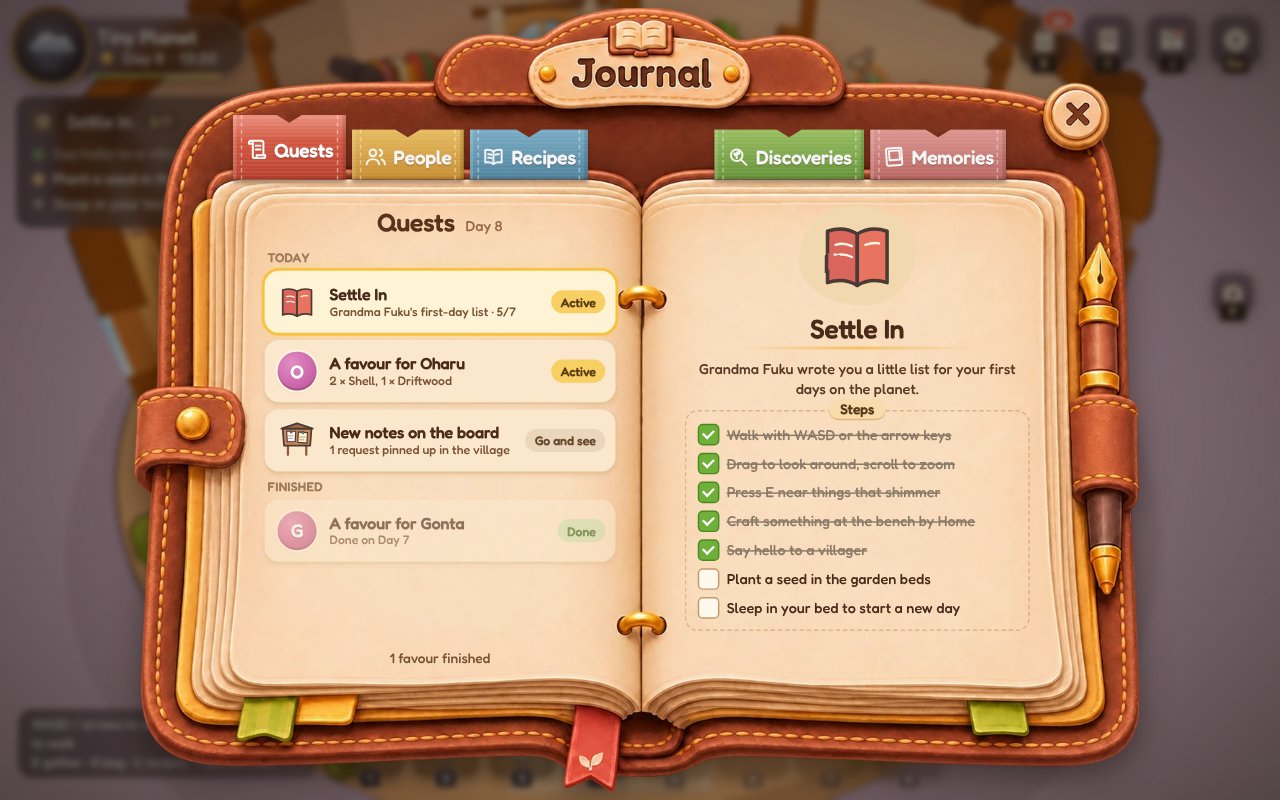 Journal
Quests
People
Recipes
Discoveries
Memories
Quests Day 8
TODAY
Settle In
Grandma Fuku's first-day list · 5/7
Active
O
A favour for Oharu
2 × Shell, 1 × Driftwood
Active
New notes on the board
1 request pinned up in the village
Go and see
FINISHED
G
A favour for Gonta
Done on Day 7
Done
1 favour finished
Settle In
Grandma Fuku wrote you a little list for your first
days on the planet.
Steps
Walk with WASD or the arrow keys
Drag to look around, scroll to zoom
Press E near things that shimmer
Craft something at the bench by Home
Say hello to a villager
Plant a seed in the garden beds
Sleep in your bed to start a new day
Tiny Planet
Settle In